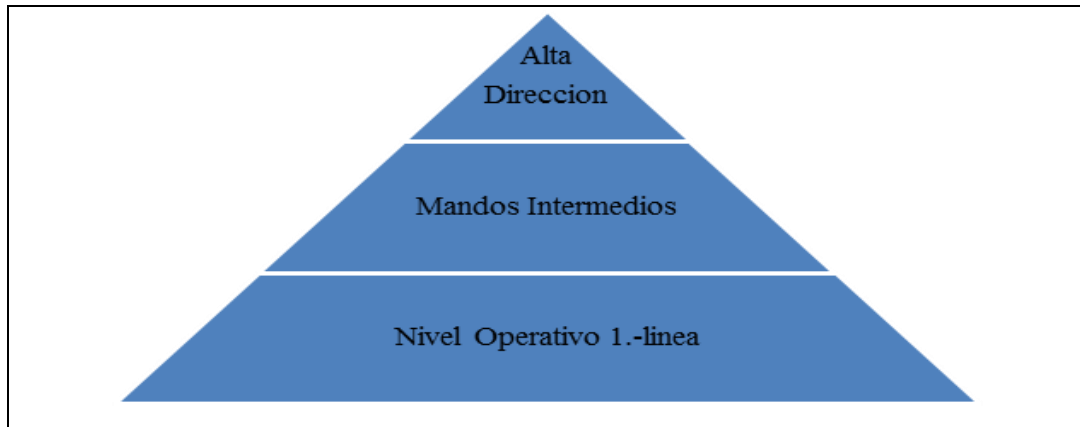 Alta
Direccion
Mandos Intermedios
Nivel Operativo 1.-linea